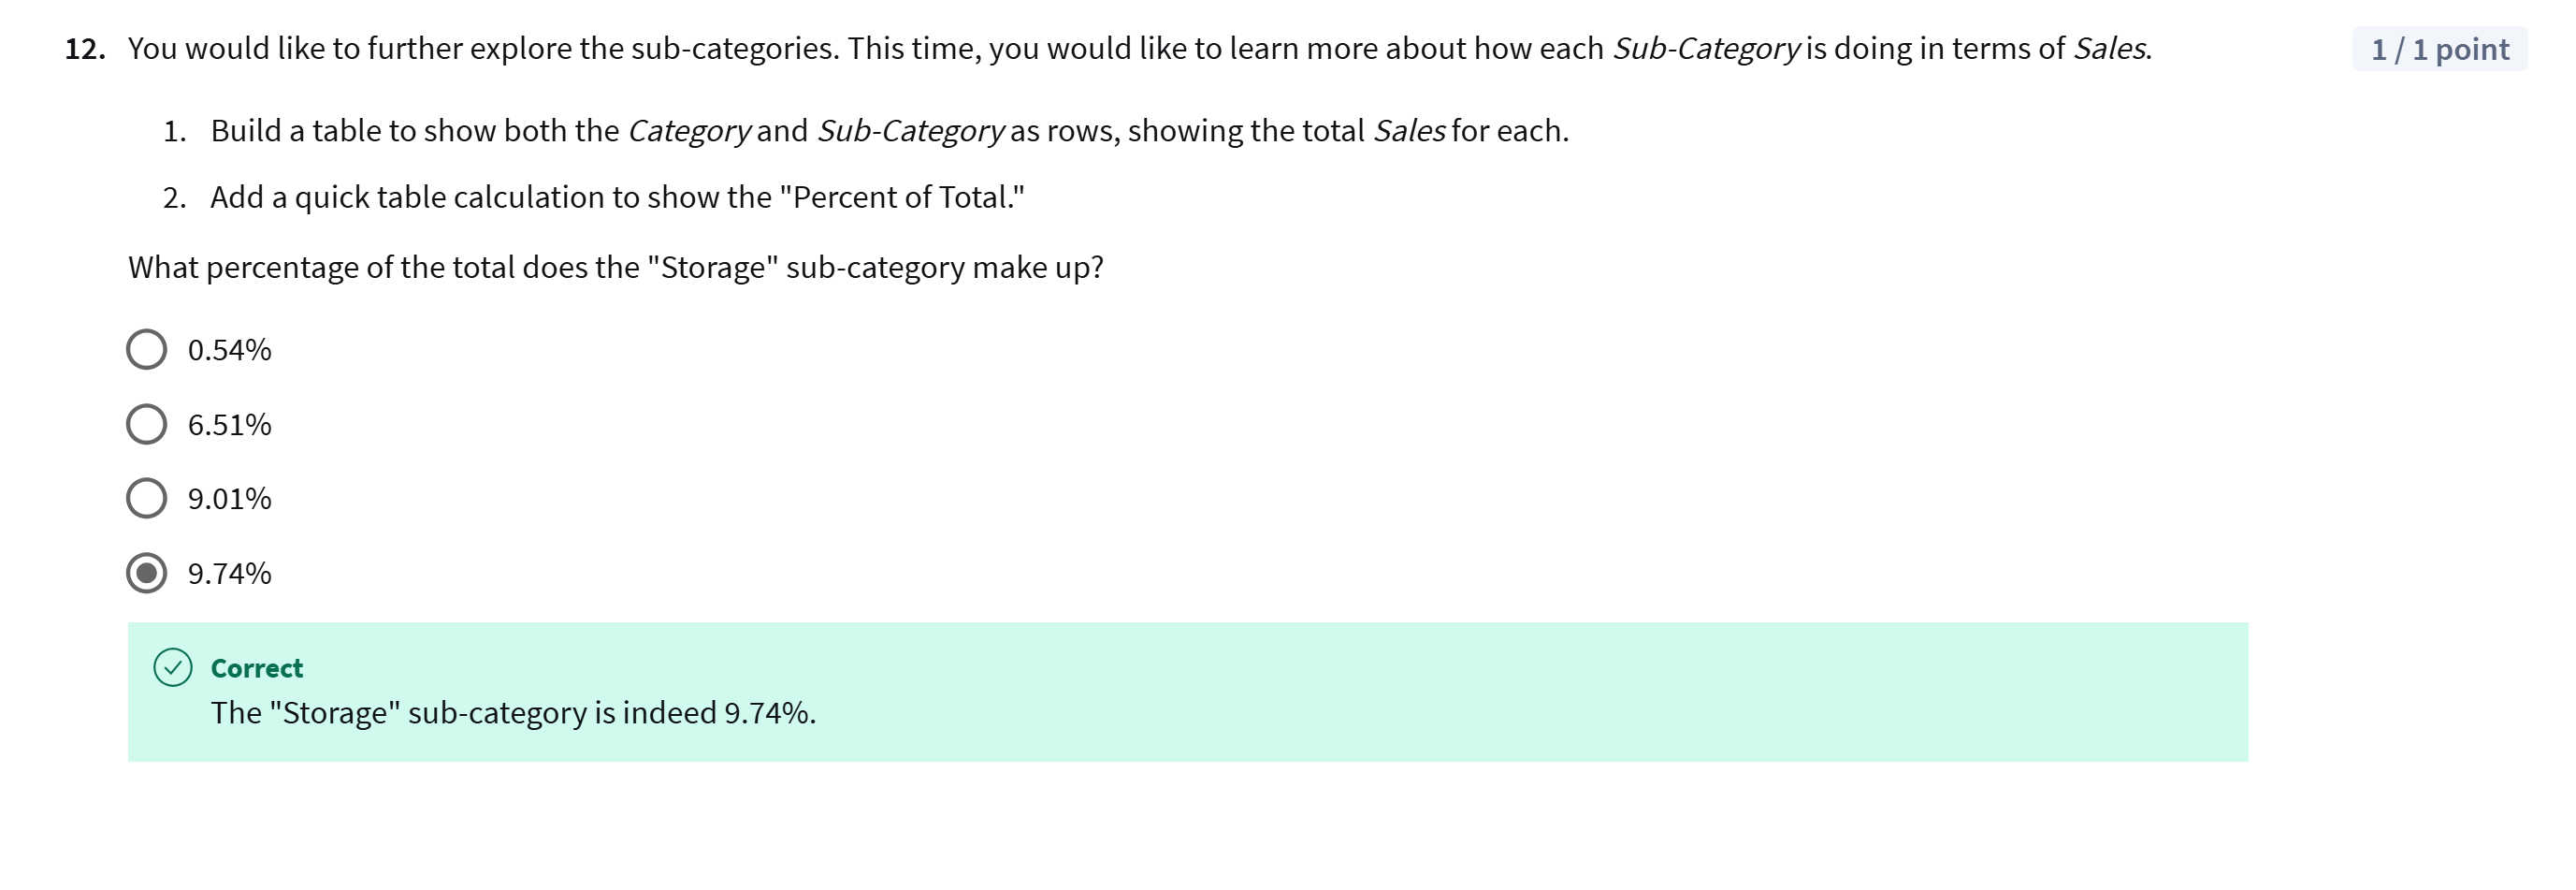 12. You would like to further explore the sub-categories. This time, you would like to learn more about how each Sub-Category is doing in terms of Sales.
1 / 1 point
1. Build a table to show both the Category and Sub-Category as rows, showing the total Sales for each.
2. Add a quick table calculation to show the "Percent of Total."
What percentage of the total does the "Storage" sub-category make up?
0.54%
6.51%
9.01%
9.74%
Correct
The "Storage" sub-category is indeed 9.74%.